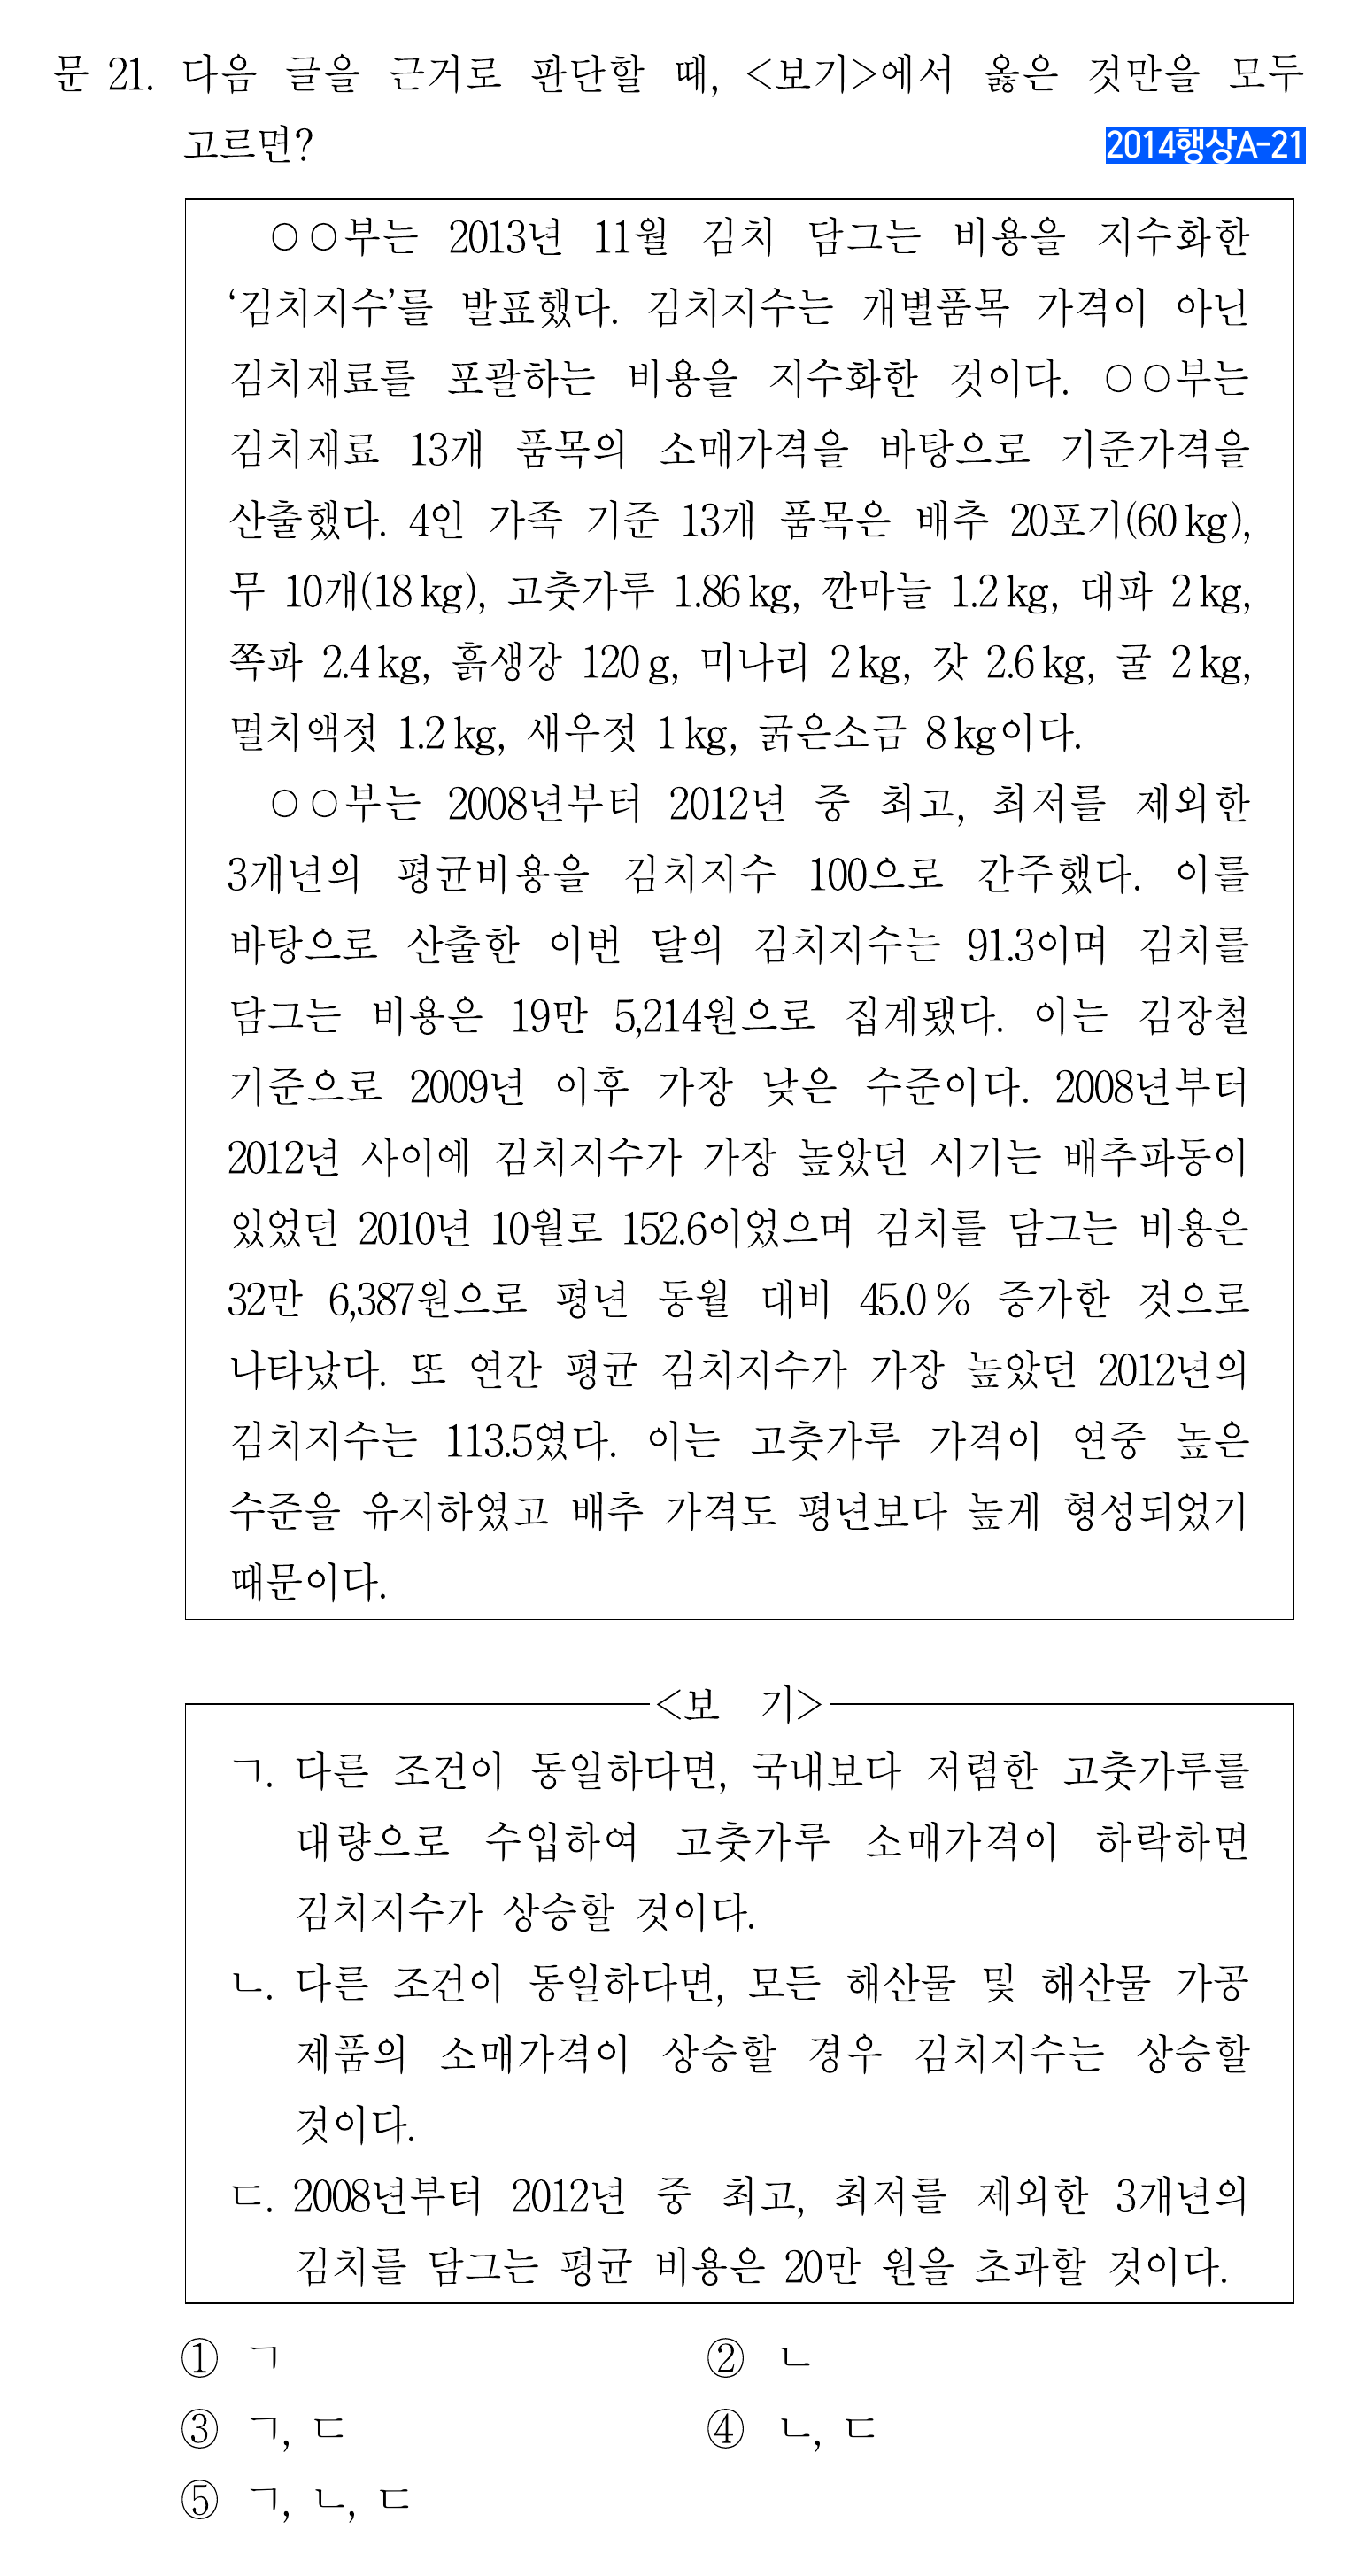 문 21. 다음 글을 근거로 판단할 때, <보기>에서 옳은 것만을 모두
고르면?
2014행상A-21
○○부는 2013년 11월 김치 담그는 비용을 지수화한
‘김치지수’를 발표했다. 김치지수는 개별품목 가격이 아닌
김치재료를 포괄하는 비용을 지수화한 것이다. ○○부는
김치재료 13개 품목의 소매가격을 바탕으로 기준가격을
산출했다. 4인 가족 기준 13개 품목은 배추 20포기(60 kg),
무 10개(18 kg), 고춧가루 1.86 kg, 깐마늘 1.2 kg, 대파 2 kg,
쪽파 2.4 kg, 흙생강 120 g, 미나리 2 kg, 갓 2.6 kg, 굴 2 kg,
멸치액젓 1.2 kg, 새우젓 1 kg, 굵은소금 8 kg이다.
○○부는 2008년부터 2012년 중 최고, 최저를 제외한
3개년의 평균비용을 김치지수 100으로 간주했다. 이를
바탕으로 산출한 이번 달의 김치지수는 91.3이며 김치를
담그는 비용은 19만 5,214원으로 집계됐다. 이는 김장철
기준으로 2009년 이후 가장 낮은 수준이다. 2008년부터
2012년 사이에 김치지수가 가장 높았던 시기는 배추파동이
있었던 2010년 10월로 152.6이었으며 김치를 담그는 비용은
32만 6,387원으로 평년 동월 대비 45.0 % 증가한 것으로
나타났다. 또 연간 평균 김치지수가 가장 높았던 2012년의
김치지수는 113.5였다. 이는 고춧가루 가격이 연중 높은
수준을 유지하였고 배추 가격도 평년보다 높게 형성되었기
때문이다.
<보 기>
ㄱ. 다른 조건이 동일하다면, 국내보다 저렴한 고춧가루를
대량으로 수입하여 고춧가루 소매가격이 하락하면
김치지수가 상승할 것이다.
ㄴ. 다른 조건이 동일하다면, 모든 해산물 및 해산물 가공
제품의 소매가격이 상승할 경우 김치지수는 상승할
것이다.
ㄷ. 2008년부터 2012년 중 최고, 최저를 제외한 3개년의
김치를 담그는 평균 비용은 20만 원을 초과할 것이다.
① ㄱ ② ㄴ
③ ㄱ, ㄷ ④ ㄴ, ㄷ
⑤ ㄱ, ㄴ, ㄷ